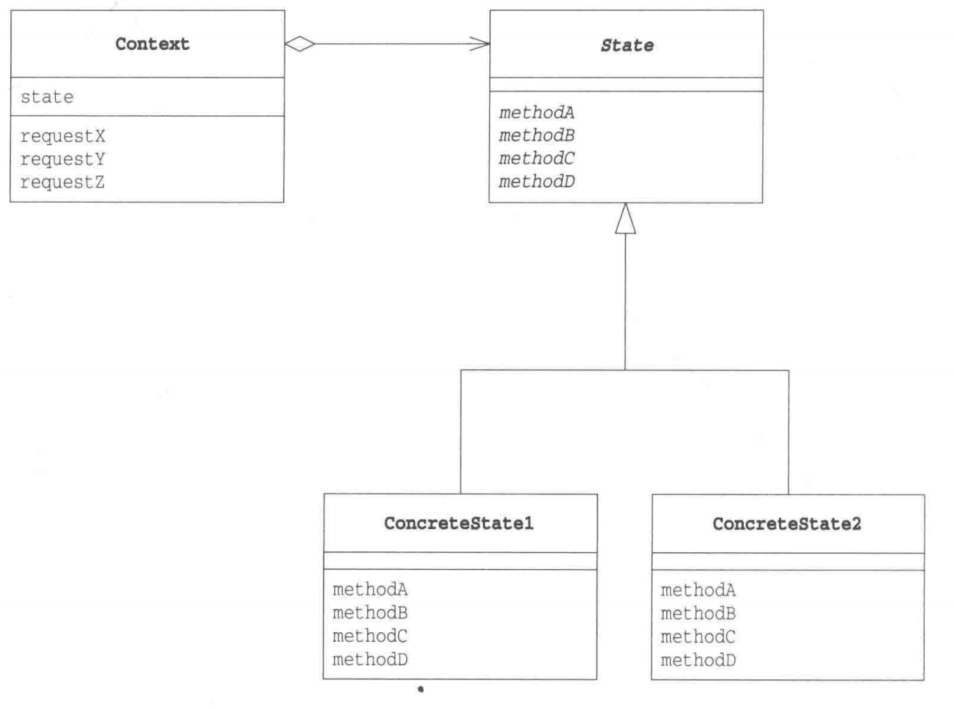 Context
state
requestX
requestY
requestZ
State
methodA
methodB
methodC
methodD
ConcreteState1
methodA
methodB
methodC
methodD
ConcreteState2
methodA
methodB
methodC
methodD